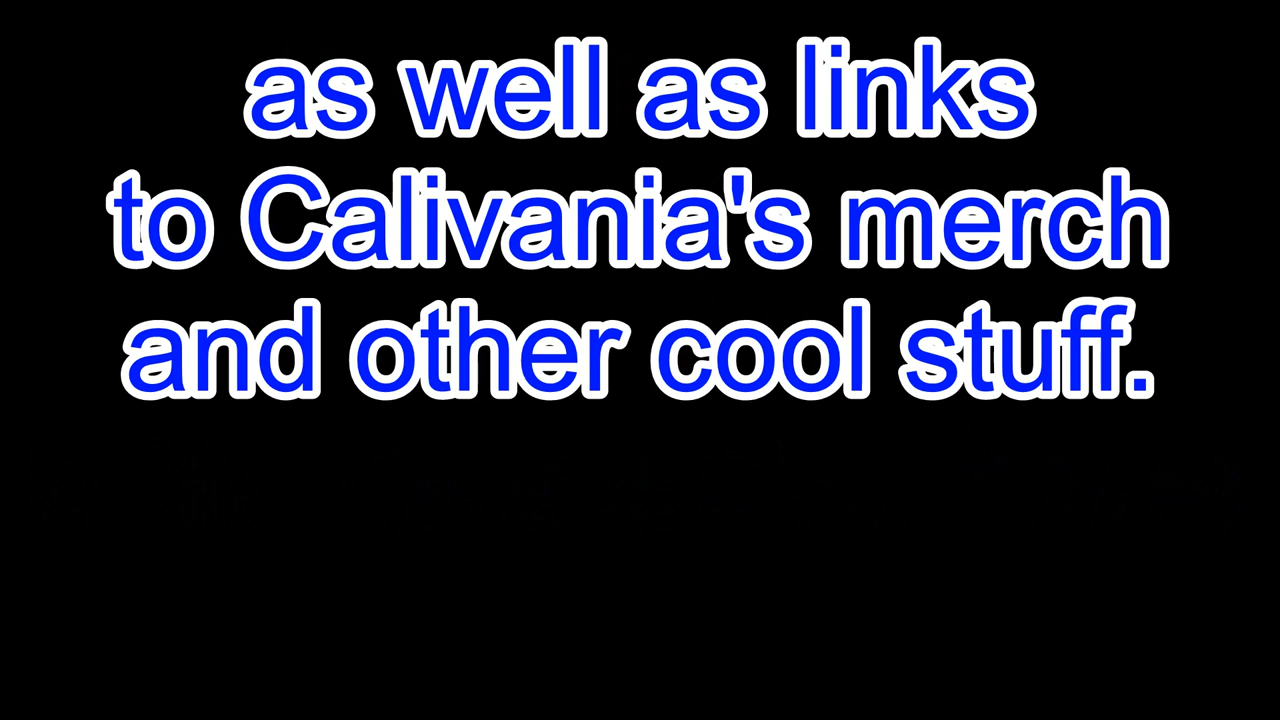 as well as links
to Calivania's merch
and other cool stuff.